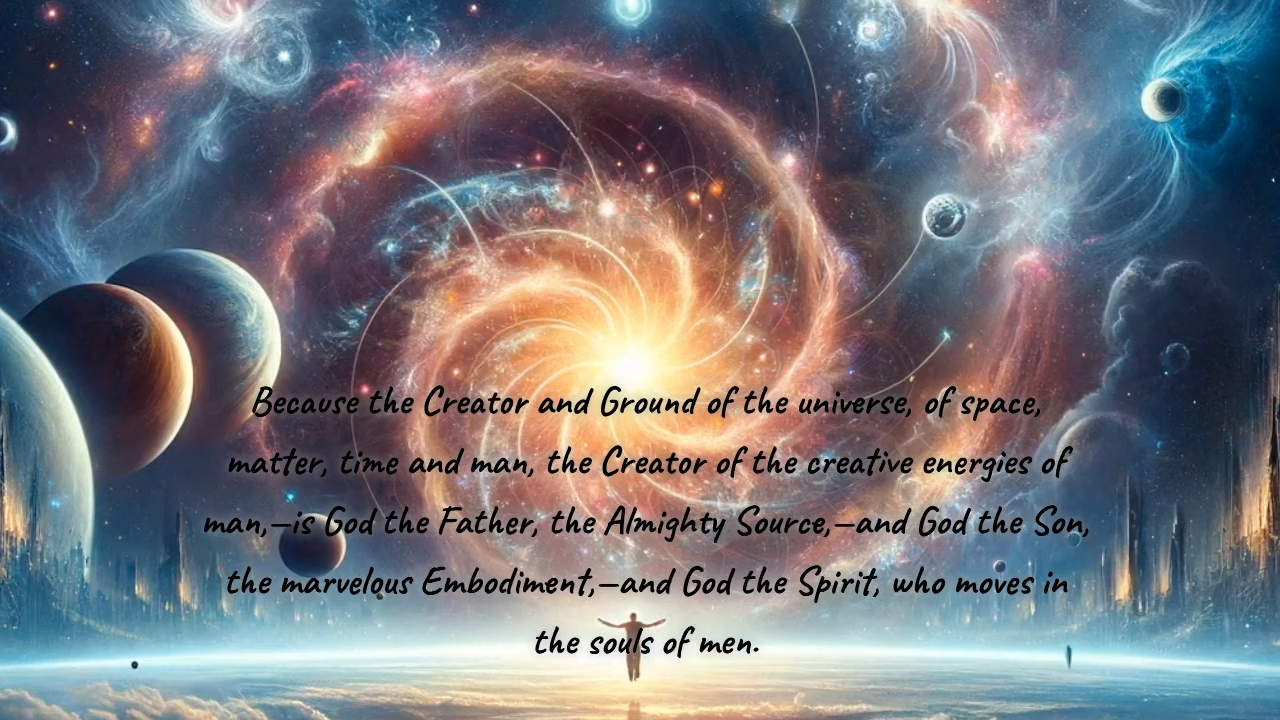 Because the Creator and Ground of the universe, of space,
matter, time and man, the Creator of the creative energies of
man,—is God the Father, the Almighty Source,—and God the Son,
the marvelous Embodiment,—and God the Spirit, who moves in
the souls of men.